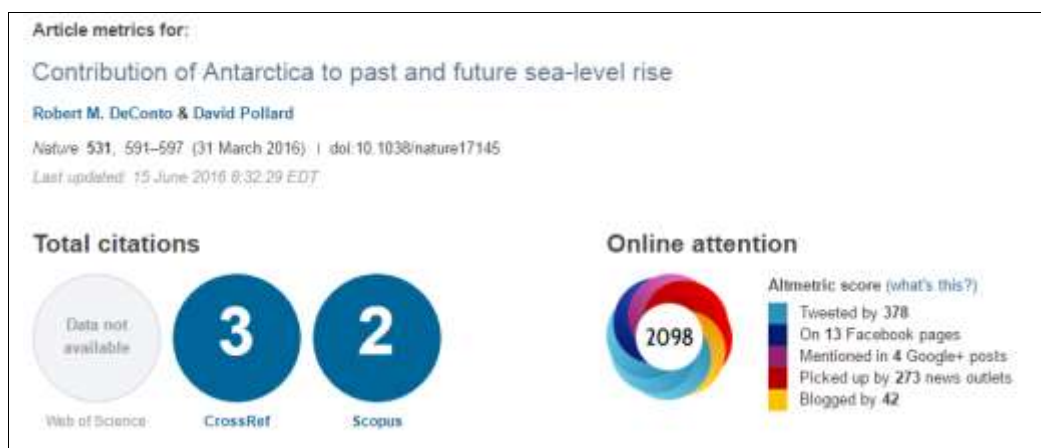 Article metrics for:
Contribution of Antarctica to past and future sea-level rise
Robert M. DeConto & David Pollard
Nature 531, 591–597 (31 March 2016) | doi:10.1038/nature17145
Last updated: 15 June 2016 8:32:29 EDT
Total citations
Data not
available
Web of Science
3
CrossRef
2
Scopus
Online attention
2098
Altmetric score (what's this?)
Tweeted by 378
On 13 Facebook pages
Mentioned in 4 Google+ posts
Picked up by 273 news outlets
Blogged by 42